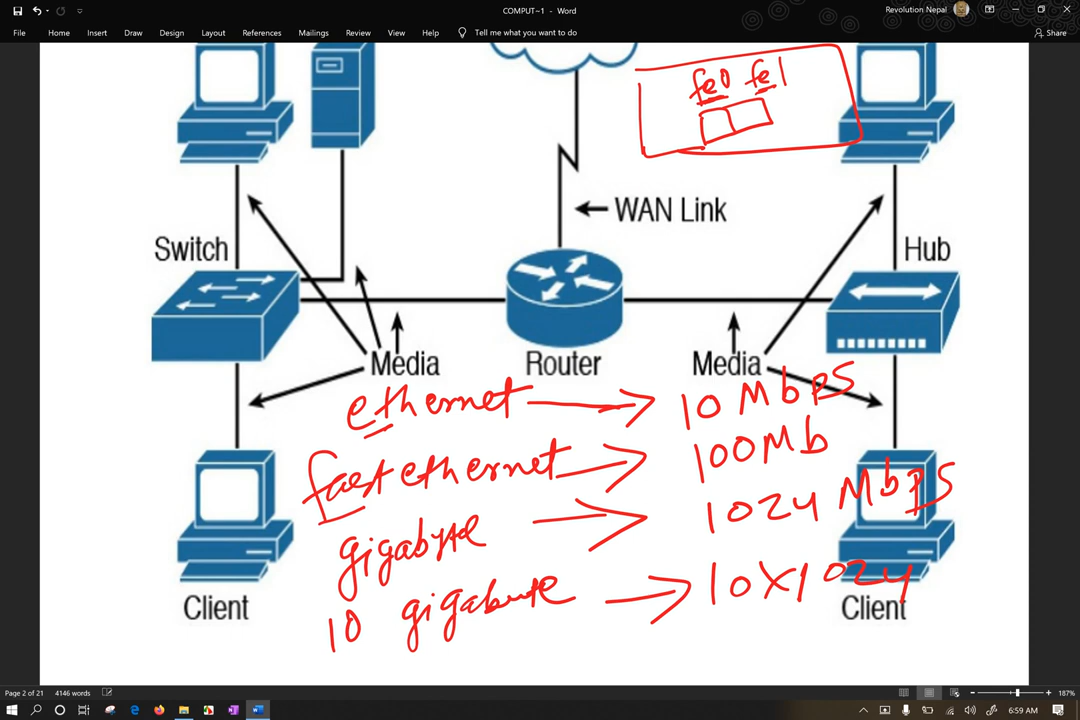 COMPUT~1 - Word
Revolution Nepal
File Home Insert Draw Design Layout References Mailings Review View Help Tell me what you want to do
Share
fe0 fe1
WAN Link
Switch
Hub
Media
Router
Media
ethernet → 10 Mbps
fast ethernet → 100Mb
gigabyte → 1024 Mbps
10 gigabyte → 10X1024
Client
Client
Page 2 of 21 4146 words
187%
6:59 AM